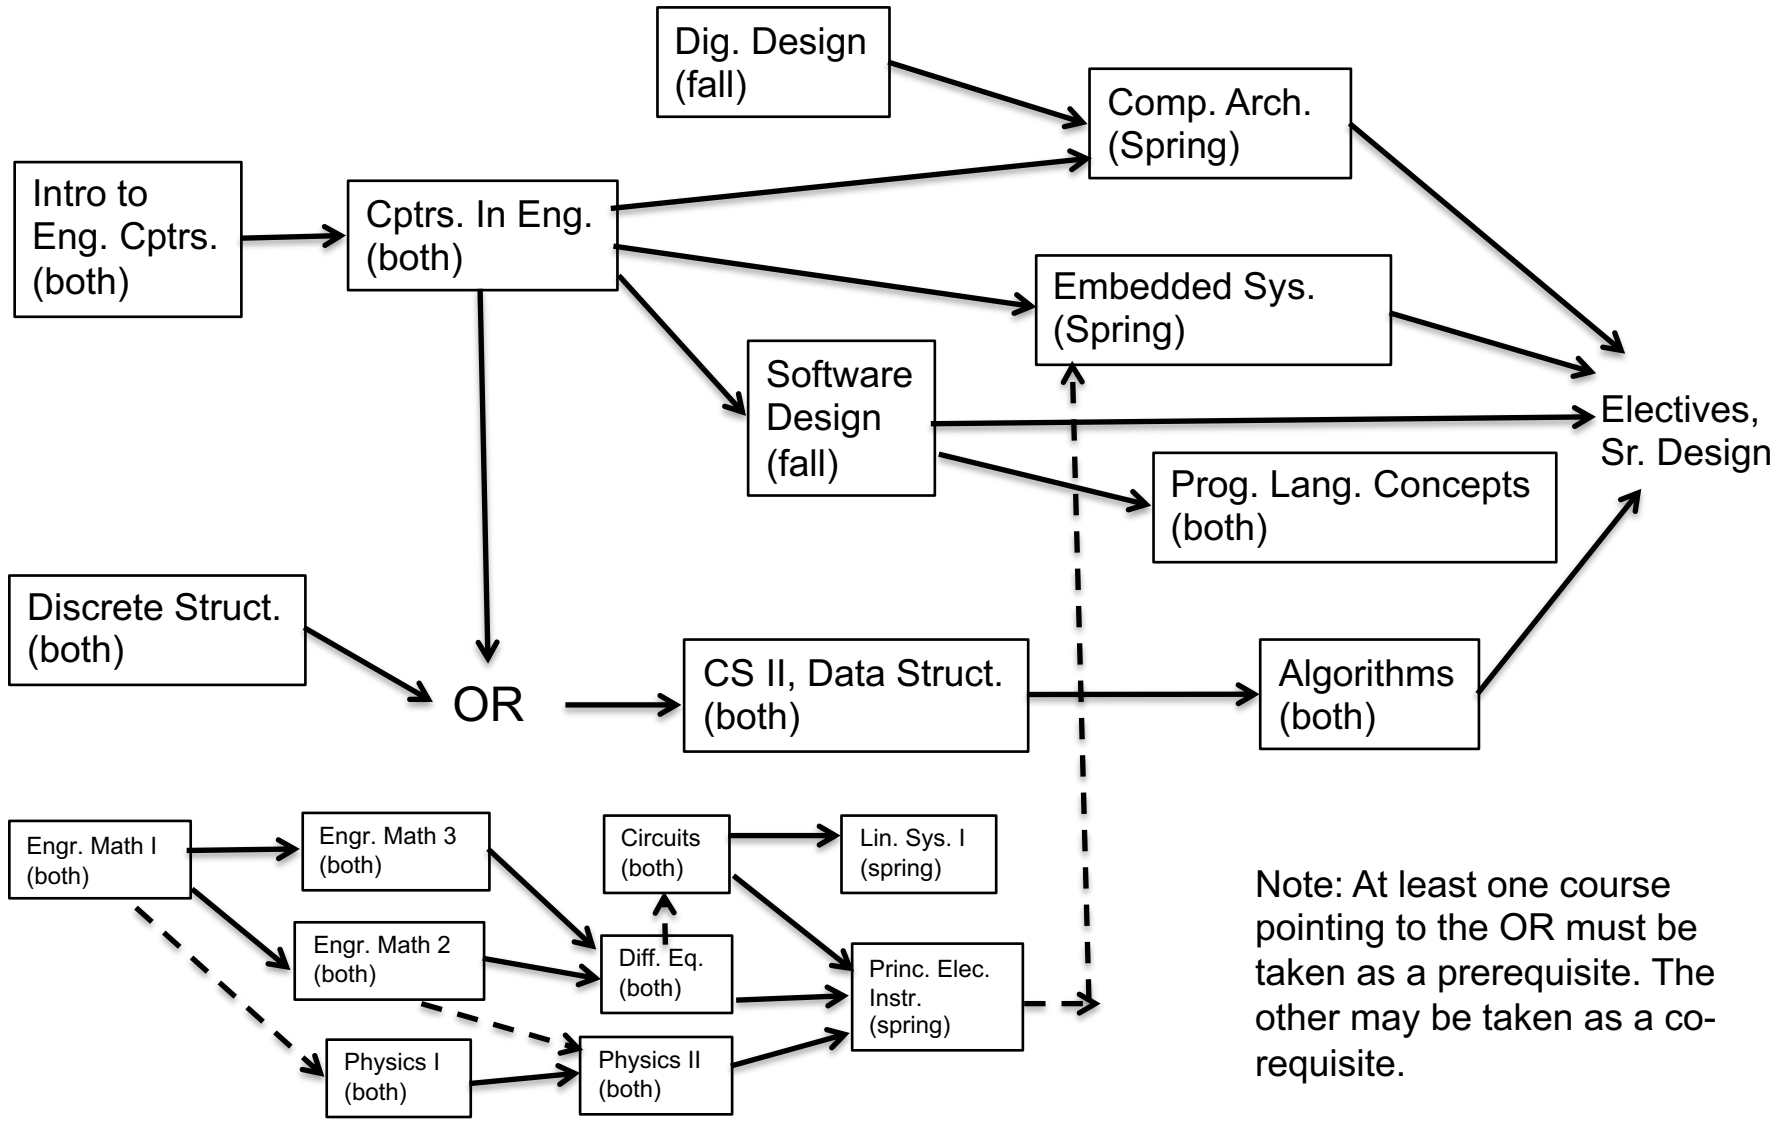 Dig. Design
(fall)
Comp. Arch.
(Spring)
Intro to
Eng. Cptrs.
(both)
Cptrs. In Eng.
(both)
Embedded Sys.
(Spring)
Software
Design
(fall)
Electives,
Sr. Design
Prog. Lang. Concepts
(both)
Discrete Struct.
(both)
OR
CS II, Data Struct.
(both)
Algorithms
(both)
Engr. Math I
(both)
Engr. Math 3
(both)
Circuits
(both)
Lin. Sys. I
(spring)
Engr. Math 2
(both)
Diff. Eq.
(both)
Princ. Elec.
Instr.
(spring)
Physics I
(both)
Physics II
(both)
Note: At least one course
pointing to the OR must be
taken as a prerequisite. The
other may be taken as a co-
requisite.